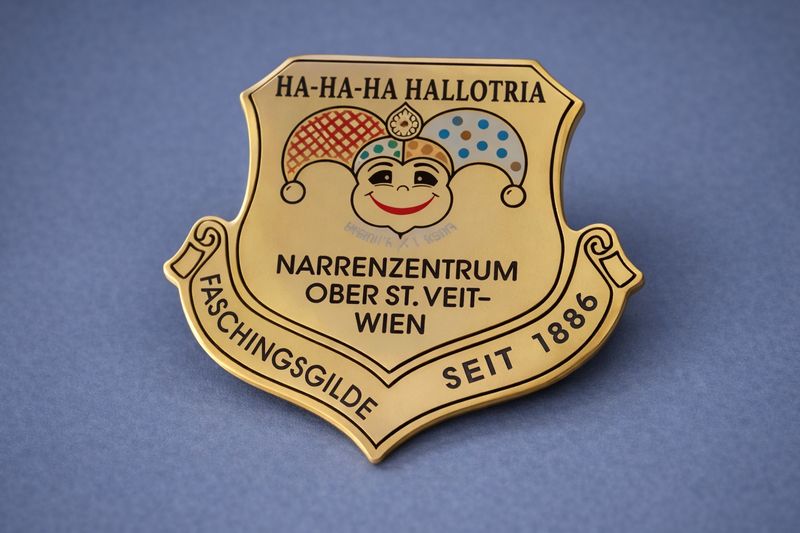 HA-HA-HA HALLOTRIA
NARRENZENTRUM
OBER ST. VEIT–
WIEN
FASCHINGSGILDE SEIT 1886